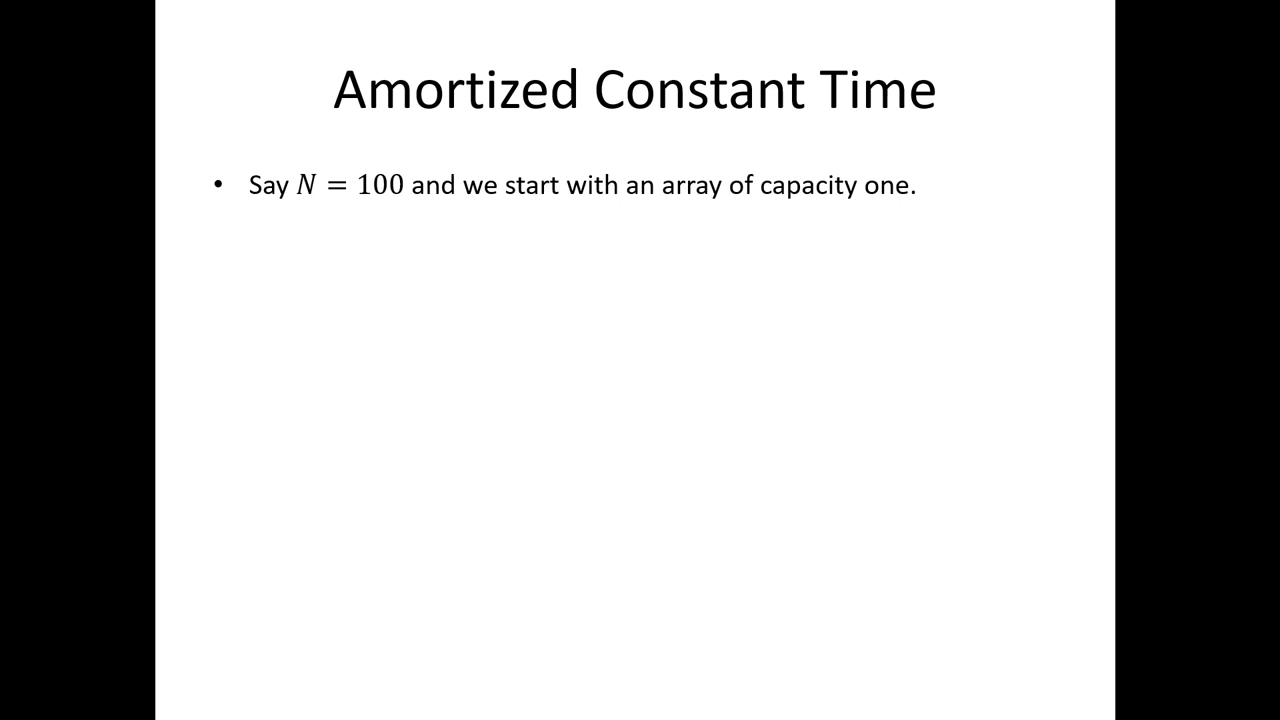 Amortized Constant Time
• Say N = 100 and we start with an array of capacity one.